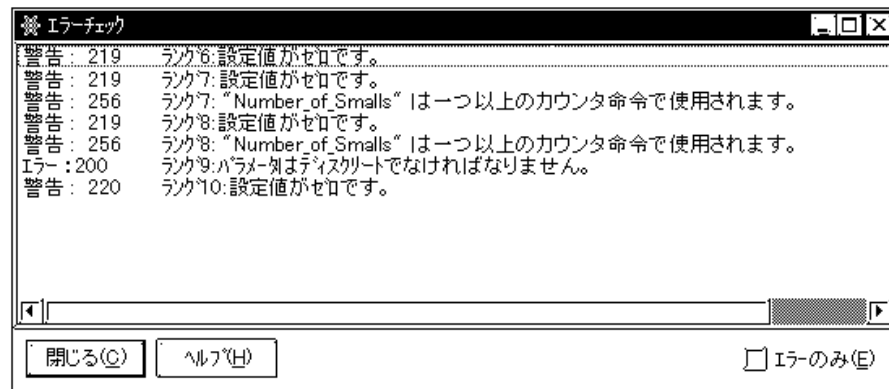 ｴﾗｰﾁｪｯｸ
警告： 219 ﾗﾝｸﾞ6:設定値がｾﾞﾛです。
警告： 219 ﾗﾝｸﾞ7:設定値がｾﾞﾛです。
警告： 256 ﾗﾝｸﾞ7: "Number_of_Smalls" は一つ以上のカウンタ命令で使用されます。
警告： 219 ﾗﾝｸﾞ8:設定値がｾﾞﾛです。
警告： 256 ﾗﾝｸﾞ8: "Number_of_Smalls" は一つ以上のカウンタ命令で使用されます。
ｴﾗｰ：200 ﾗﾝｸﾞ9:ﾊﾟﾗﾒｰﾀはﾃﾞｨｽｸﾘｰﾄでなければなりません。
警告： 220 ﾗﾝｸﾞ10:設定値がｾﾞﾛです。
閉じる(C) ﾍﾙﾌﾟ(H) ｴﾗｰのみ(E)